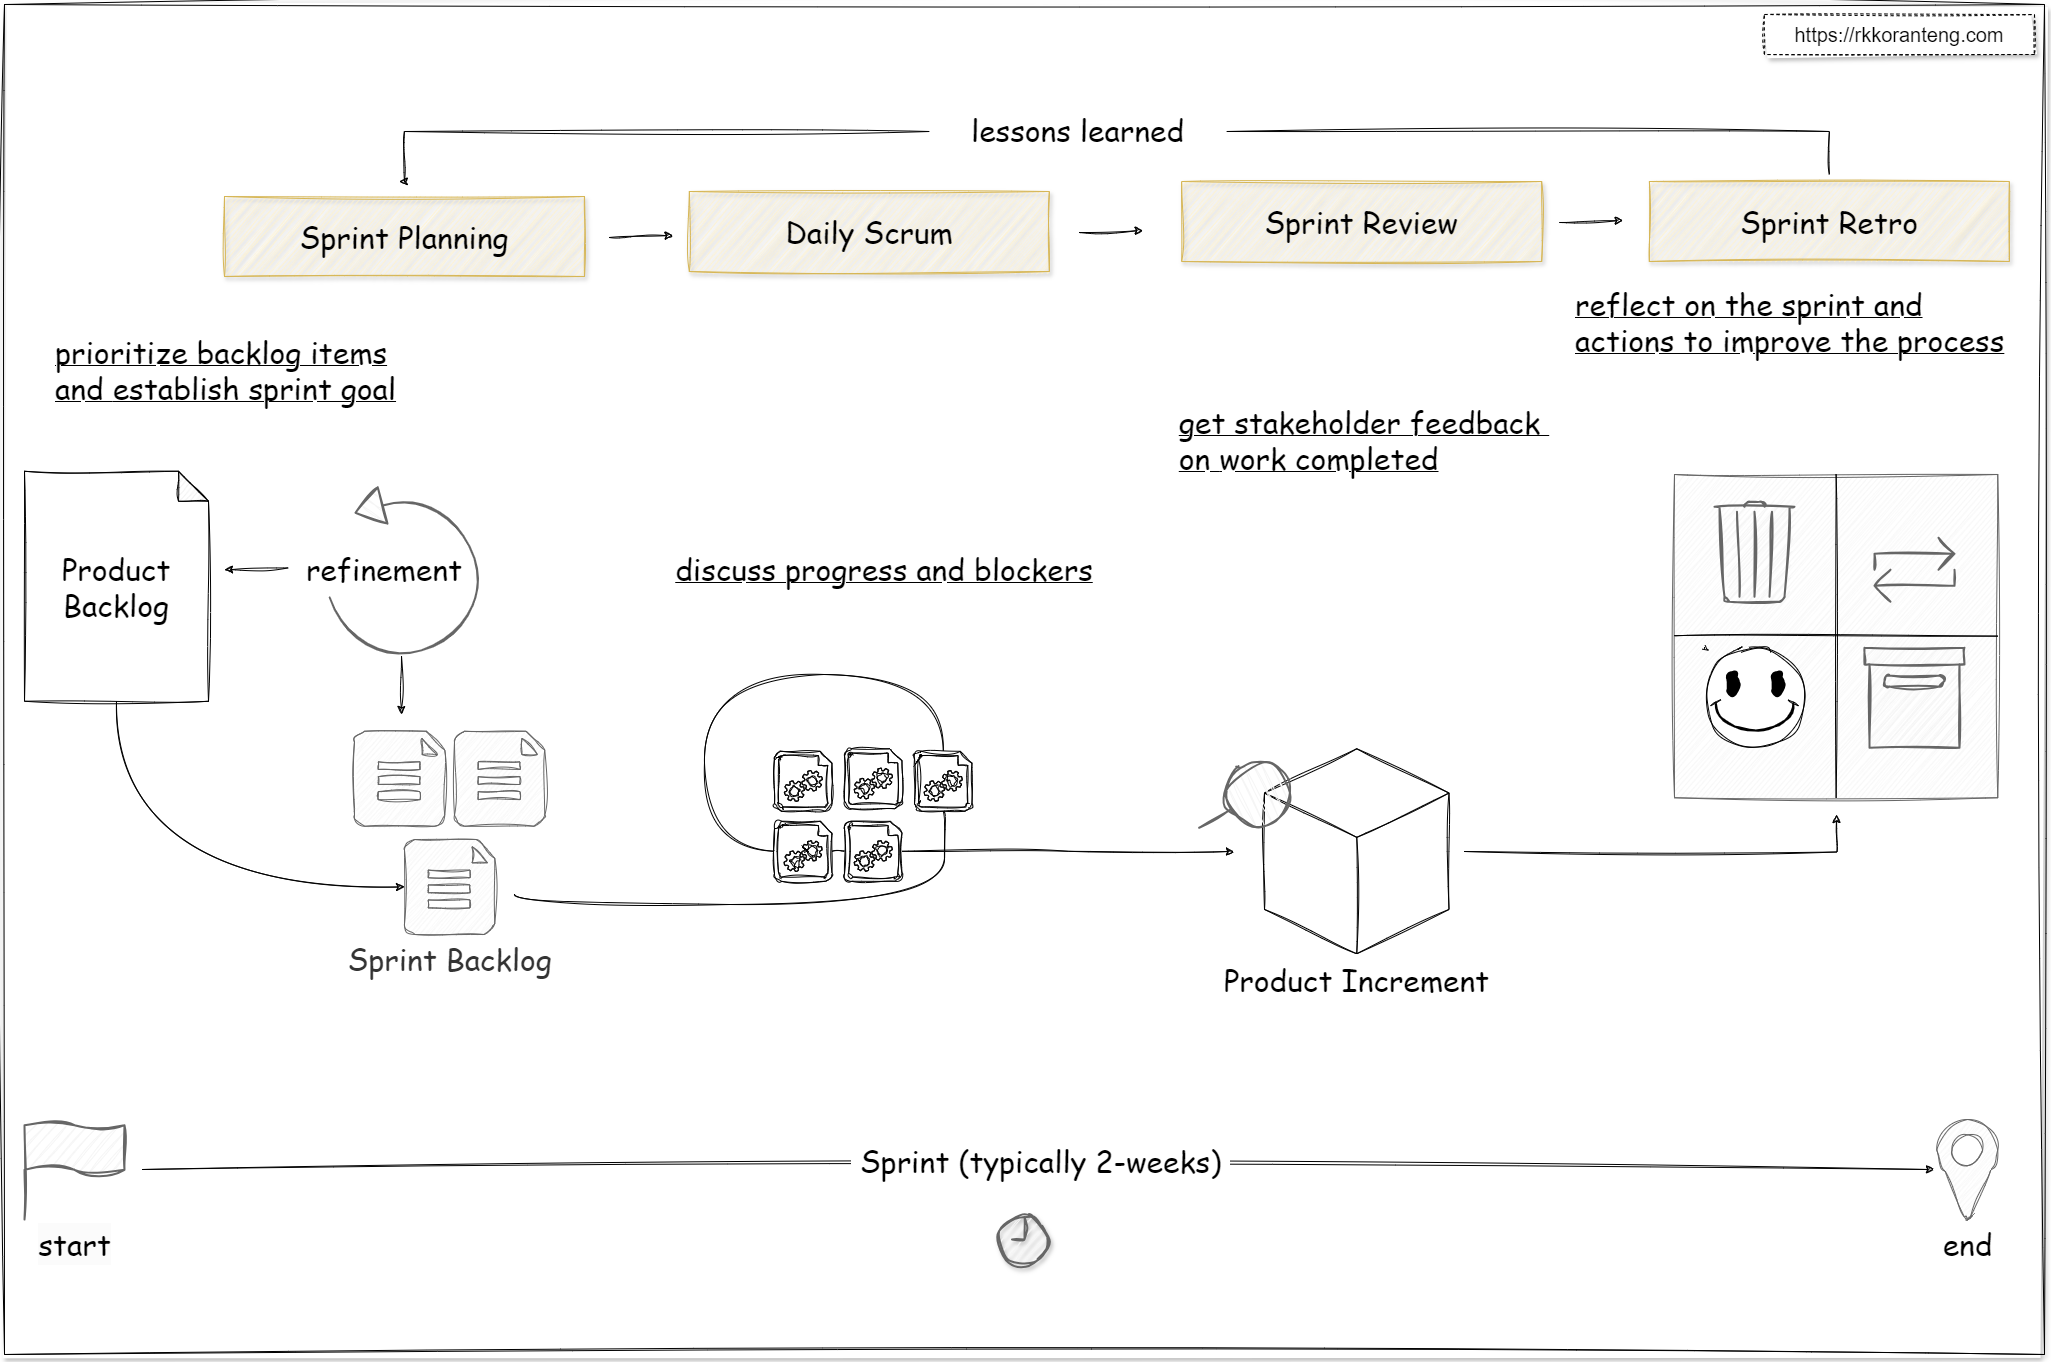 https://rkkoranteng.com
lessons learned
Sprint Planning
Daily Scrum
Sprint Review
Sprint Retro
reflect on the sprint and
actions to improve the process
prioritize backlog items
and establish sprint goal
get stakeholder feedback
on work completed
Product
Backlog
refinement
discuss progress and blockers
Sprint Backlog
Product Increment
Sprint (typically 2-weeks)
start
end